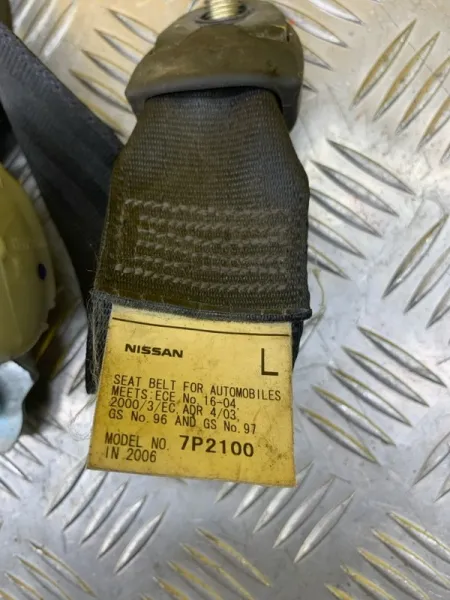 NISSAN L
SEAT BELT FOR AUTOMOBILES
MEETS:ECE No.16-04,
2000/3/EC,ADR 4/03,
GS No.96 AND GS No.97
MODEL NO. 7P2100
IN 2006